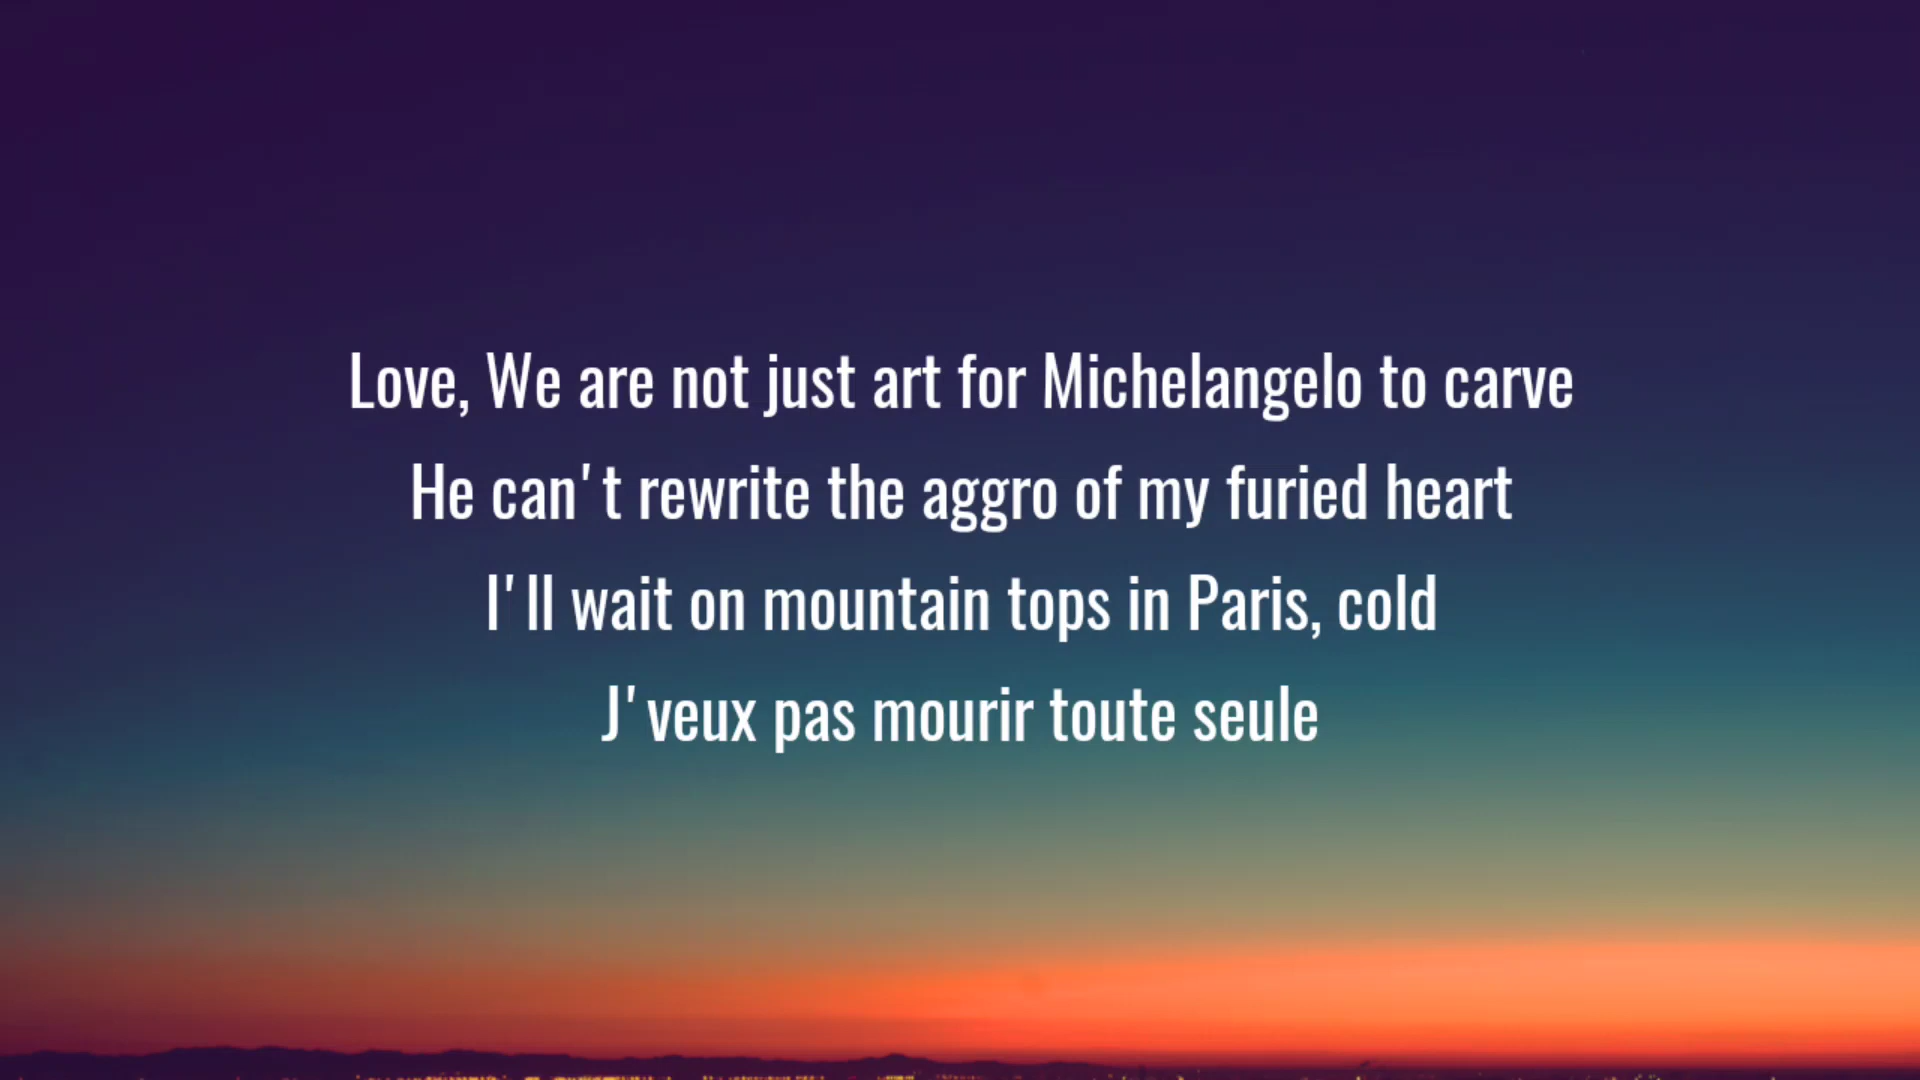 Love, We are not just art for Michelangelo to carve
He can't rewrite the aggro of my furied heart
I'll wait on mountain tops in Paris, cold
J'veux pas mourir toute seule